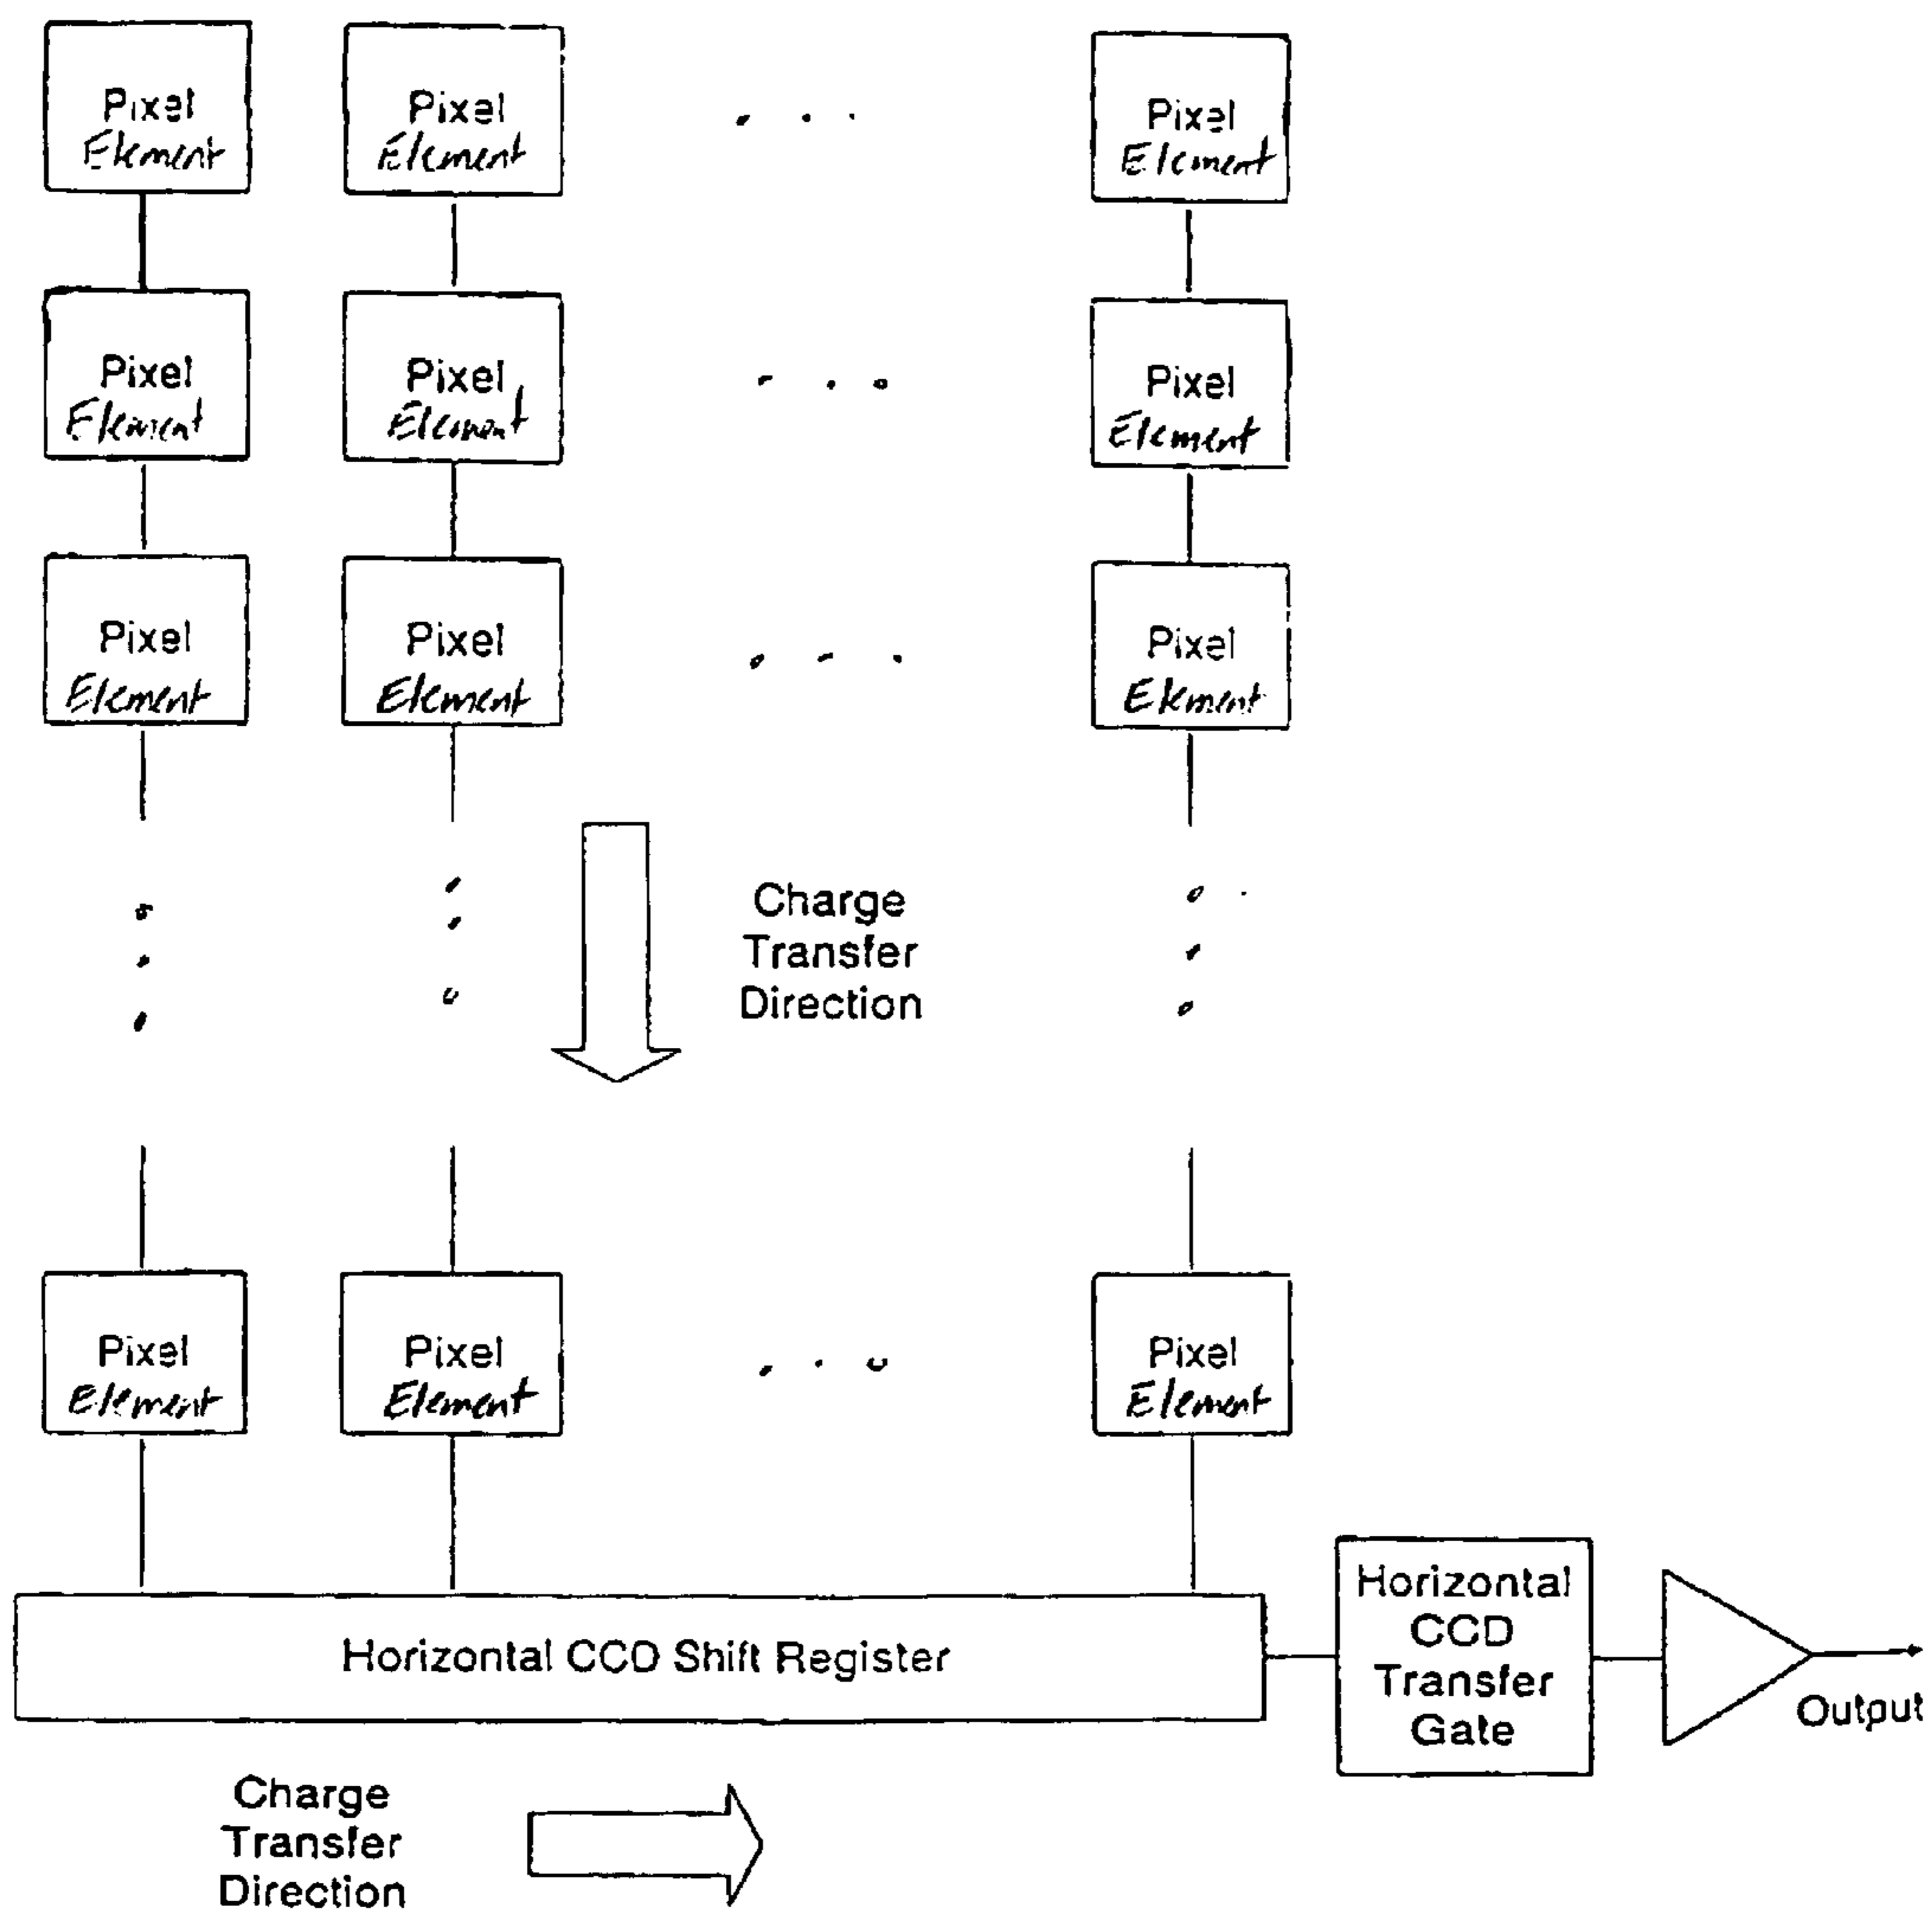 Pixel
Element
Pixel
Element
Pixel
Element
Pixel
Element
Pixel
Element
Pixel
Element
Pixel
Element
Pixel
Element
Pixel
Element
Charge
Transfer
Direction
Pixel
Element
Pixel
Element
Pixel
Element
Horizontal CCD Shift Register
Horizontal
CCD
Transfer
Gate
Output
Charge
Transfer
Direction